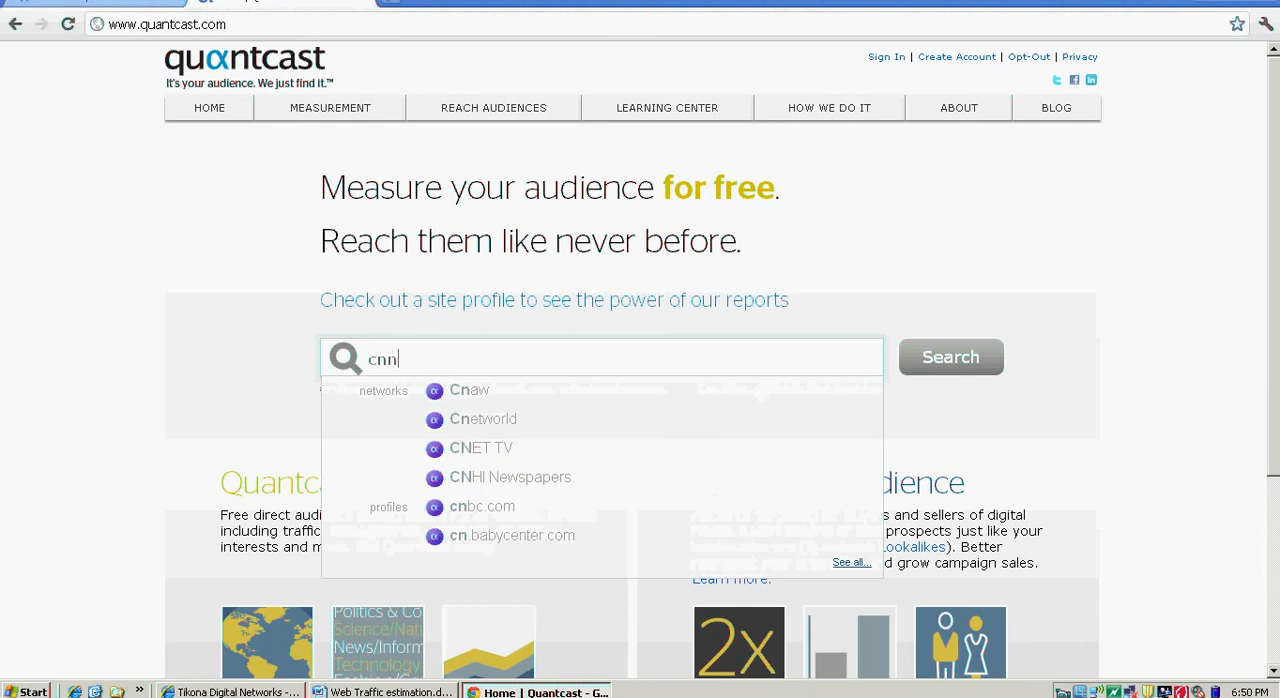 www.quantcast.com
quantcast
It's your audience. We just find it.™
Sign In | Create Account | Opt-Out | Privacy
HOME MEASUREMENT REACH AUDIENCES LEARNING CENTER HOW WE DO IT ABOUT BLOG
Measure your audience for free.
Reach them like never before.
Check out a site profile to see the power of our reports
cnn
Search
networks Cnaw
Cnetworld
CNET TV
CNHI Newspapers
profiles cnbc.com
cn.babycenter.com
See all...
Free direct audi
including traffic
interests and m
s and sellers of digital
prospects just like your
ookalikes). Better
d grow campaign sales.
Learn more.
Politics & Co
Science/Nat
News/Inform
Technology
2x
Start
Tikona Digital Networks -...
Web Traffic estimation.d...
Home | Quantcast - G...
6:50 PM